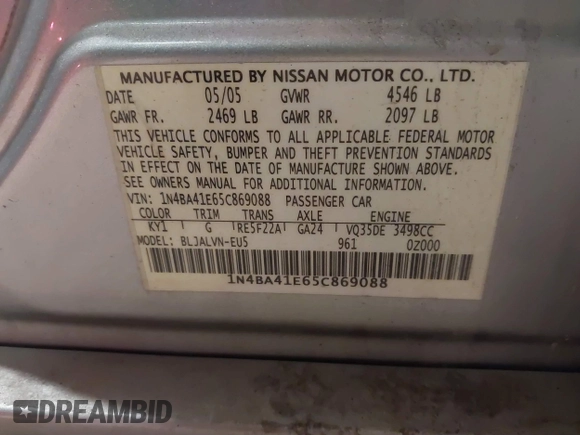 MANUFACTURED BY NISSAN MOTOR CO., LTD.
DATE 05/05 GVWR 4546 LB
GAWR FR. 2469 LB GAWR RR. 2097 LB
THIS VEHICLE CONFORMS TO ALL APPLICABLE FEDERAL MOTOR
VEHICLE SAFETY, BUMPER AND THEFT PREVENTION STANDARDS
IN EFFECT ON THE DATE OF MANUFACTURE SHOWN ABOVE.
SEE OWNERS MANUAL FOR ADDITIONAL INFORMATION.
VIN: 1N4BA41E65C869088 PASSENGER CAR
COLOR TRIM TRANS AXLE ENGINE
KY1 G RE5F22A GA24 VQ35DE 3498CC
MODEL: BLJALVN-EU5 961 0Z000
1N4BA41E65C869088
DREAMBID